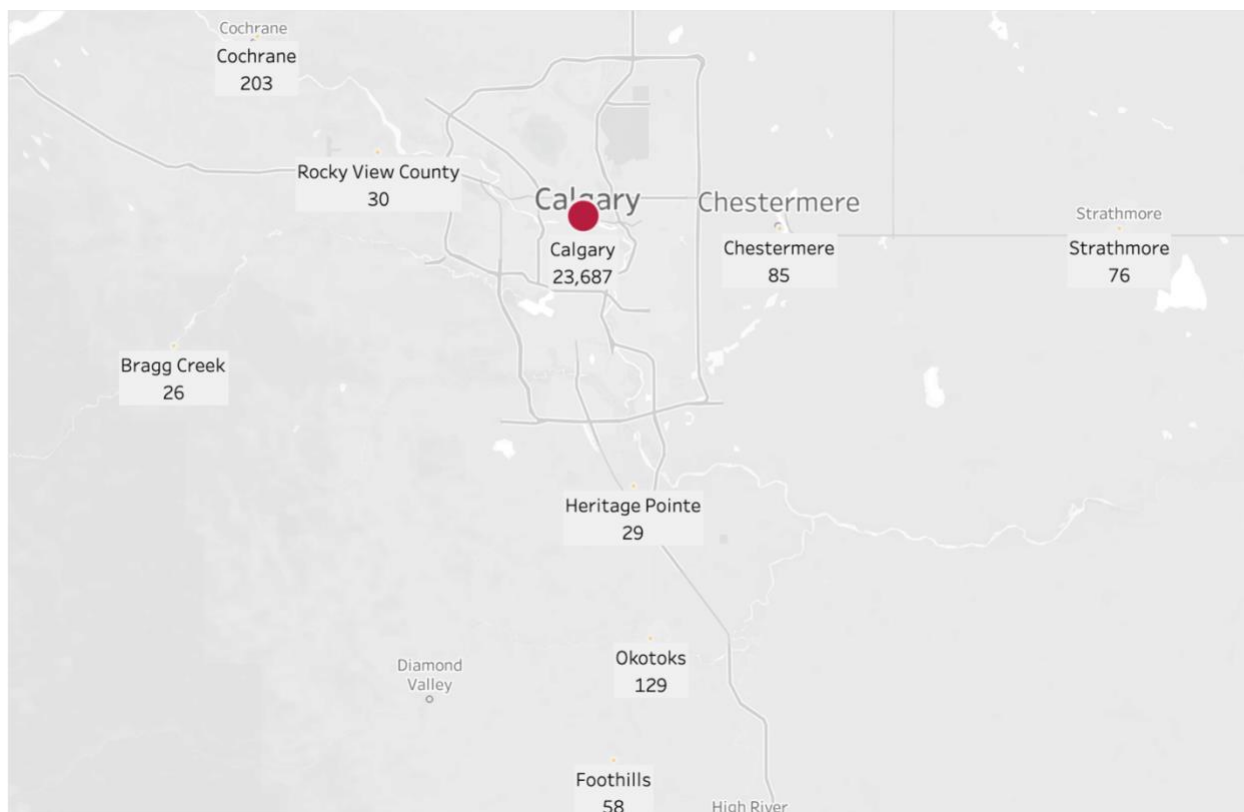 Cochrane
Cochrane
203
Rocky View County
30
Calgary
Calgary
23,687
Chestermere
Chestermere
85
Strathmore
Strathmore
76
Bragg Creek
26
Heritage Pointe
29
Okotoks
129
Diamond
Valley
Foothills
58
High River